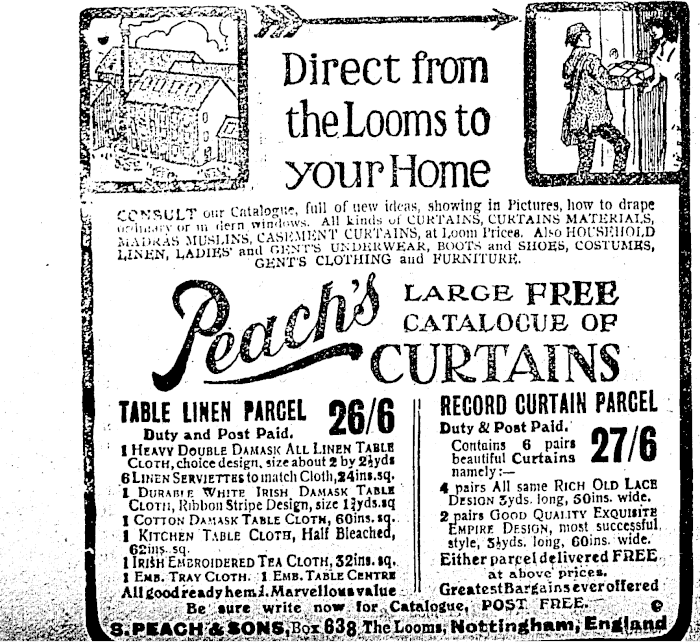 Direct from
the Looms to
your Home
CONSULT our Catalogue, full of new ideas, showing in Pictures, how to drape
ordinary or modern windows. All kinds of CURTAINS, CURTAINS MATERIALS,
MADRAS MUSLINS, CASEMENT CURTAINS, at Loom Prices. Also HOUSEHOLD
LINEN, LADIES' and GENT'S UNDERWEAR, BOOTS and SHOES, COSTUMES,
GENT'S CLOTHING and FURNITURE.
Peach's LARGE FREE
CATALOGUE OF
CURTAINS
TABLE LINEN PARCEL 26/6
Duty and Post Paid.
1 HEAVY DOUBLE DAMASK ALL LINEN TABLE
CLOTH, choice design, size about 2 by 2½yds
6 LINEN SERVIETTES to match Cloth, 24ins.sq.
1 DURABLE WHITE IRISH DAMASK TABLE
CLOTH, Ribbon Stripe Design, size 1¾yds.sq
1 COTTON DAMASK TABLE CLOTH, 60ins. sq.
1 KITCHEN TABLE CLOTH, Half Bleached,
62ins. sq.
1 IRISH EMBROIDERED TEA CLOTH, 32ins. sq.
1 EMB. TRAY CLOTH. 1 EMB. TABLE CENTRE
All good ready hem'd. Marvellous value
RECORD CURTAIN PARCEL
Duty & Post Paid.
27/6
Contains 6 pairs
beautiful Curtains
namely:—
4 pairs All same RICH OLD LACE
DESIGN 3yds. long, 50ins. wide.
2 pairs GOOD QUALITY EXQUISITE
EMPIRE DESIGN, most successful
style, 3½yds. long, 60ins. wide.
Either parcel delivered FREE
at above prices.
Greatest Bargains ever offered
Be sure write now for Catalogue, POST FREE.
S. PEACH & SONS, Box 638 The Looms, Nottingham, England